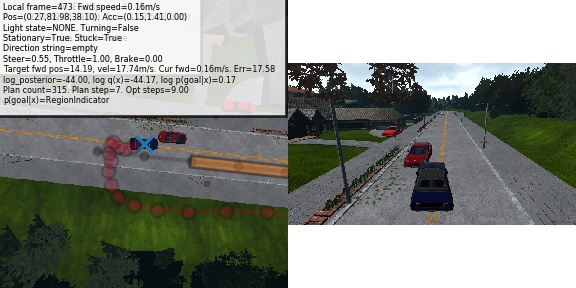 Local frame=473. Fwd.speed=0.16m/s
Pos=(0.27,81.98,38.10). Acc=(0.15,1.41,0.00)
Light state=NONE. Turning=False
Stationary=True. Stuck=True
Direction string=empty
Steer=0.55, Throttle=1.00, Brake=0.00
Target fwd pos=14.19, vel=17.74m/s. Cur fwd=0.16m/s. Err=17.58
log_posterior=-44.00, log q(x)=-44.17, log p(goal|x)=0.17
Plan count=315. Plan step=7. Opt steps=9.00
p(goal|x)=RegionIndicator